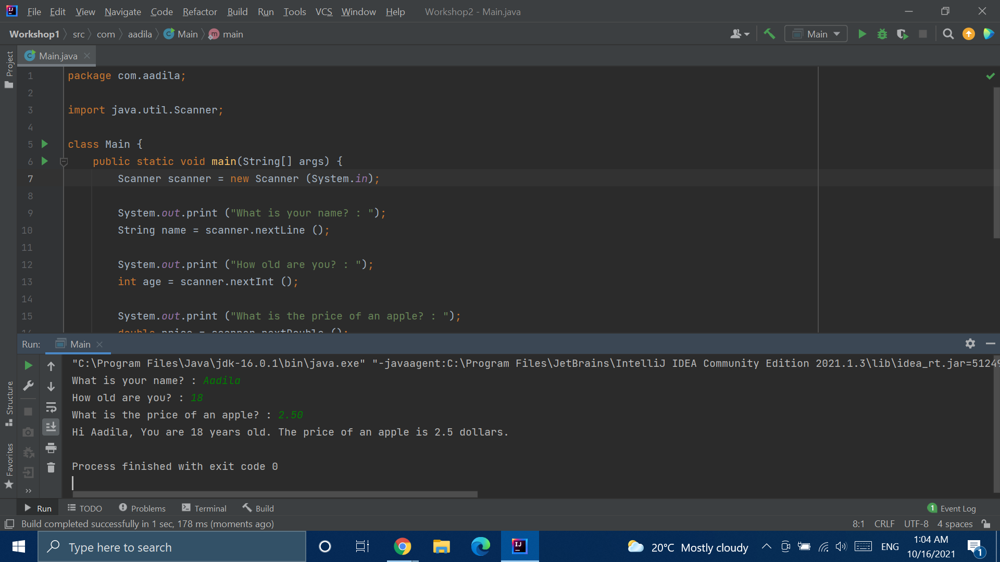 File Edit View Navigate Code Refactor Build Run Tools VCS Window Help Workshop2 - Main.java
Workshop1 src com aadila Main main Main
Main.java
Project
1 package com.aadila;
2
3 import java.util.Scanner;
4
5 class Main {
6 public static void main(String[] args) {
7 Scanner scanner = new Scanner (System.in);
8
9 System.out.print ("What is your name? : ");
10 String name = scanner.nextLine ();
11
12 System.out.print ("How old are you? : ");
13 int age = scanner.nextInt ();
14
15 System.out.print ("What is the price of an apple? : ");
16 double price = scanner.nextDouble ();
Run: Main
"C:\Program Files\Java\jdk-16.0.1\bin\java.exe" "-javaagent:C:\Program Files\JetBrains\IntelliJ IDEA Community Edition 2021.1.3\lib\idea_rt.jar=51249
What is your name? : Aadila
How old are you? : 18
What is the price of an apple? : 2.50
Hi Aadila, You are 18 years old. The price of an apple is 2.5 dollars.
Process finished with exit code 0
Structure
Favorites
Run TODO Problems Terminal Build 1 Event Log
Build completed successfully in 1 sec, 178 ms (moments ago) 8:1 CRLF UTF-8 4 spaces
Type here to search 20°C Mostly cloudy ENG 1:04 AM
10/16/2021 1